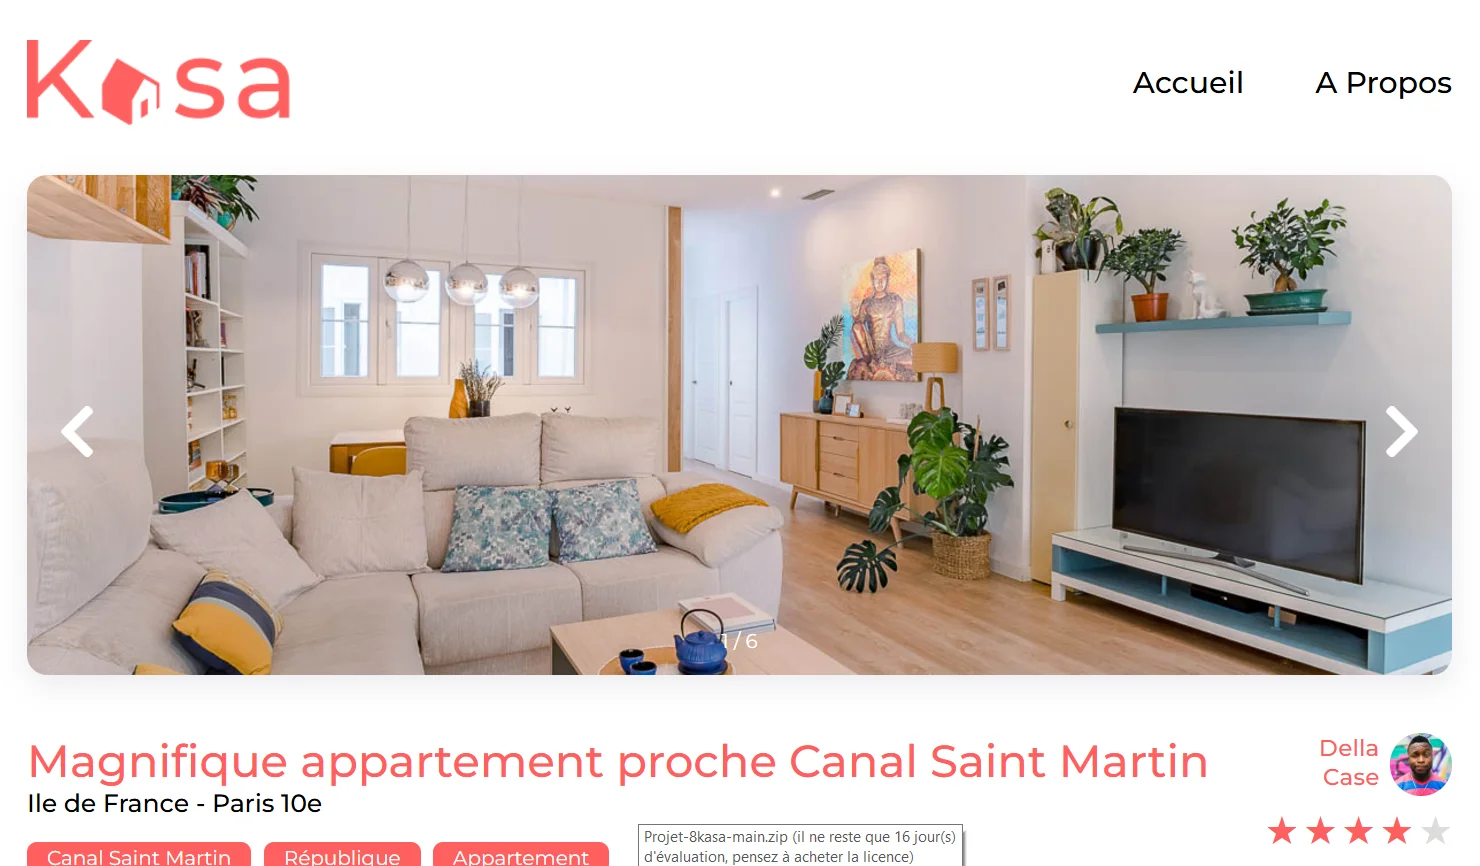 Kasa
Accueil
A Propos
1 / 6
Magnifique appartement proche Canal Saint Martin
Della
Case
Ile de France - Paris 10e
Canal Saint Martin
République
Appartement
Projet-8kasa-main.zip (il ne reste que 16 jour(s)
d'évaluation, pensez à acheter la licence)